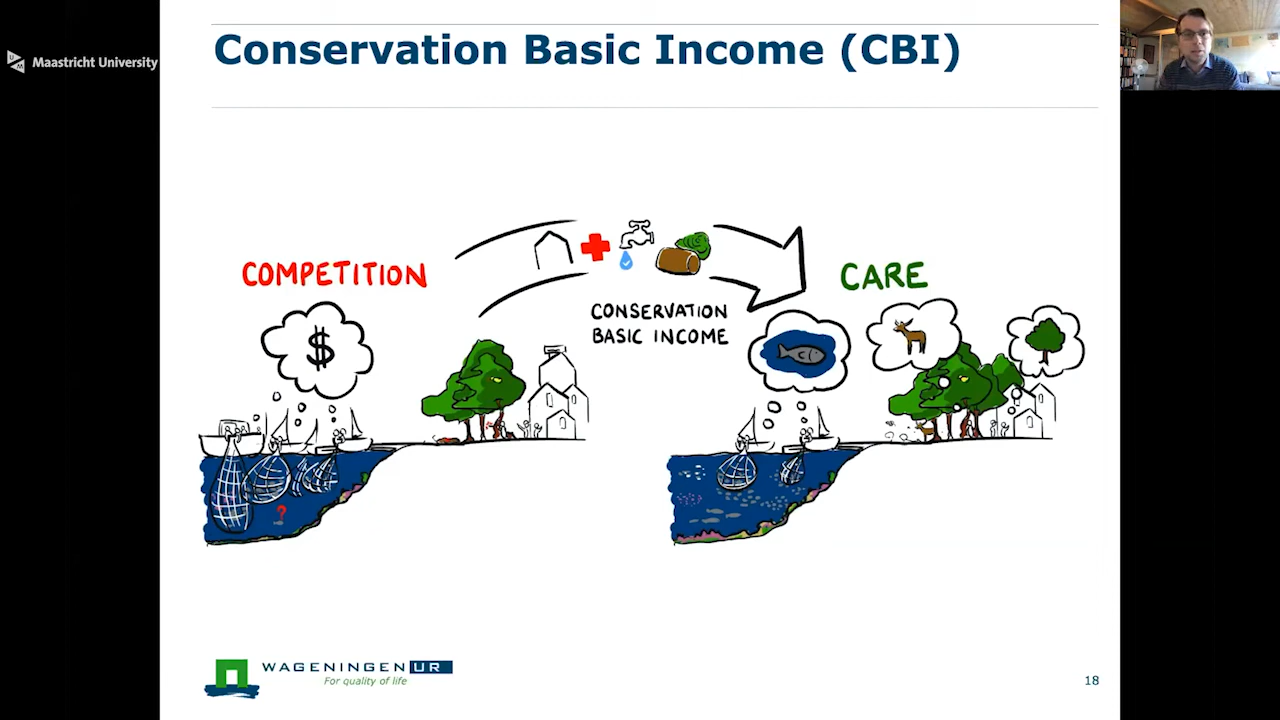 Conservation Basic Income (CBI)
Maastricht University
COMPETITION
CARE
CONSERVATION
BASIC INCOME
$
?
WAGENINGEN UR
For quality of life
18